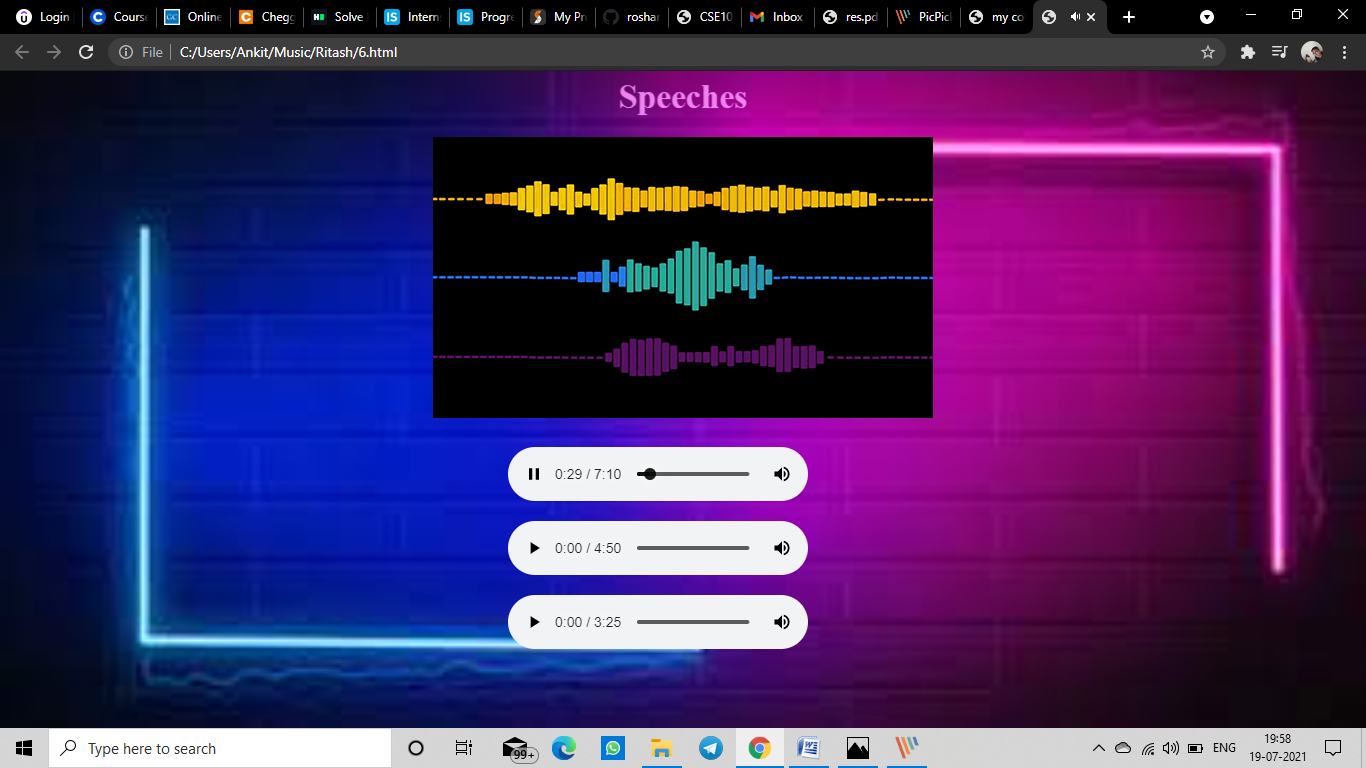 Login
Course
Online
Chegg
Solve
Intern
Progre
My Pro
roshar
CSE10
Inbox
res.pd
PicPick
my co
File
C:/Users/Ankit/Music/Ritash/6.html
Speeches
0:29 / 7:10
0:00 / 4:50
0:00 / 3:25
Type here to search
99+
ENG
19:58
19-07-2021